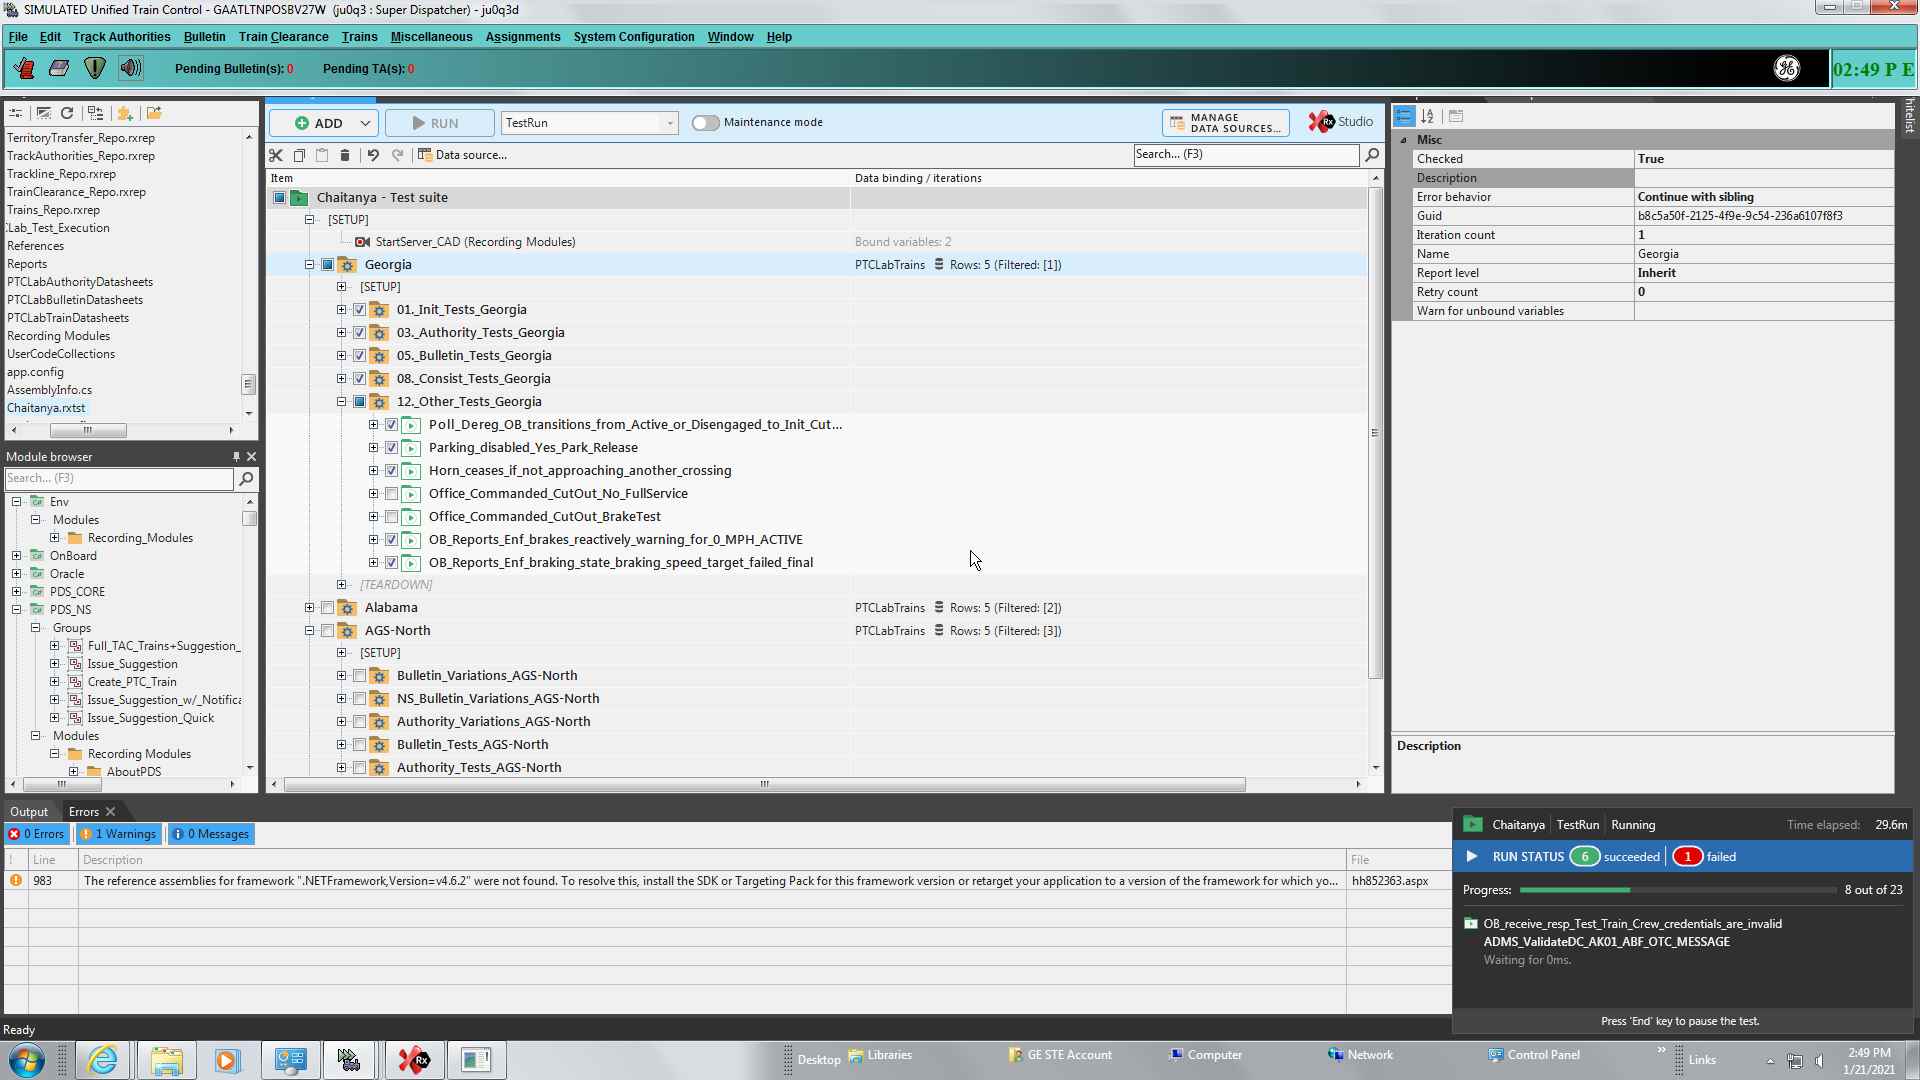 SIMULATED Unified Train Control - GAATLTNPOSBV27W (ju0q3 : Super Dispatcher) - ju0q3d
File Edit Track Authorities Bulletin Train Clearance Trains Miscellaneous Assignments System Configuration Window Help
Pending Bulletin(s): 0 Pending TA(s): 0
02:49 P E
TerritoryTransfer_Repo.rxrep
TrackAuthorities_Repo.rxrep
Trackline_Repo.rxrep
TrainClearance_Repo.rxrep
Trains_Repo.rxrep
Lab_Test_Execution
References
Reports
PTCLabAuthorityDatasheets
PTCLabBulletinDatasheets
PTCLabTrainDatasheets
Recording Modules
UserCodeCollections
app.config
AssemblyInfo.cs
Chaitanya.rxtst
Module browser
Search... (F3)
Env
Modules
Recording_Modules
OnBoard
Oracle
PDS_CORE
PDS_NS
Groups
Full_TAC_Trains+Suggestion_
Issue_Suggestion
Create_PTC_Train
Issue_Suggestion_w/_Notifica
Issue_Suggestion_Quick
Modules
Recording Modules
AboutPDS
ADD RUN TestRun Maintenance mode MANAGE DATA SOURCES... Rx Studio
Data source... Search... (F3)
Item Data binding / iterations
Chaitanya - Test suite
[SETUP]
StartServer_CAD (Recording Modules) Bound variables: 2
Georgia PTCLabTrains Rows: 5 (Filtered: [1])
[SETUP]
01._Init_Tests_Georgia
03._Authority_Tests_Georgia
05._Bulletin_Tests_Georgia
08._Consist_Tests_Georgia
12._Other_Tests_Georgia
Poll_Dereg_OB_transitions_from_Active_or_Disengaged_to_Init_Cut...
Parking_disabled_Yes_Park_Release
Horn_ceases_if_not_approaching_another_crossing
Office_Commanded_CutOut_No_FullService
Office_Commanded_CutOut_BrakeTest
OB_Reports_Enf_brakes_reactively_warning_for_0_MPH_ACTIVE
OB_Reports_Enf_braking_state_braking_speed_target_failed_final
[TEARDOWN]
Alabama PTCLabTrains Rows: 5 (Filtered: [2])
AGS-North PTCLabTrains Rows: 5 (Filtered: [3])
[SETUP]
Bulletin_Variations_AGS-North
NS_Bulletin_Variations_AGS-North
Authority_Variations_AGS-North
Bulletin_Tests_AGS-North
Authority_Tests_AGS-North
Misc
Checked True
Description
Error behavior Continue with sibling
Guid b8c5a50f-2125-4f9e-9c54-236a6107f8f3
Iteration count 1
Name Georgia
Report level Inherit
Retry count 0
Warn for unbound variables
Description
hitelist
Output Errors
0 Errors 1 Warnings 0 Messages
! Line Description File
983 The reference assemblies for framework ".NETFramework,Version=v4.6.2" were not found. To resolve this, install the SDK or Targeting Pack for this framework version or retarget your application to a version of the framework for which yo... hh852363.aspx
Chaitanya TestRun Running Time elapsed: 29.6m
RUN STATUS 6 succeeded 1 failed
Progress: 8 out of 23
OB_receive_resp_Test_Train_Crew_credentials_are_invalid
ADMS_ValidateDC_AK01_ABF_OTC_MESSAGE
Waiting for 0ms.
Press 'End' key to pause the test.
Ready
Desktop Libraries GE STE Account Computer Network Control Panel » Links
2:49 PM
1/21/2021